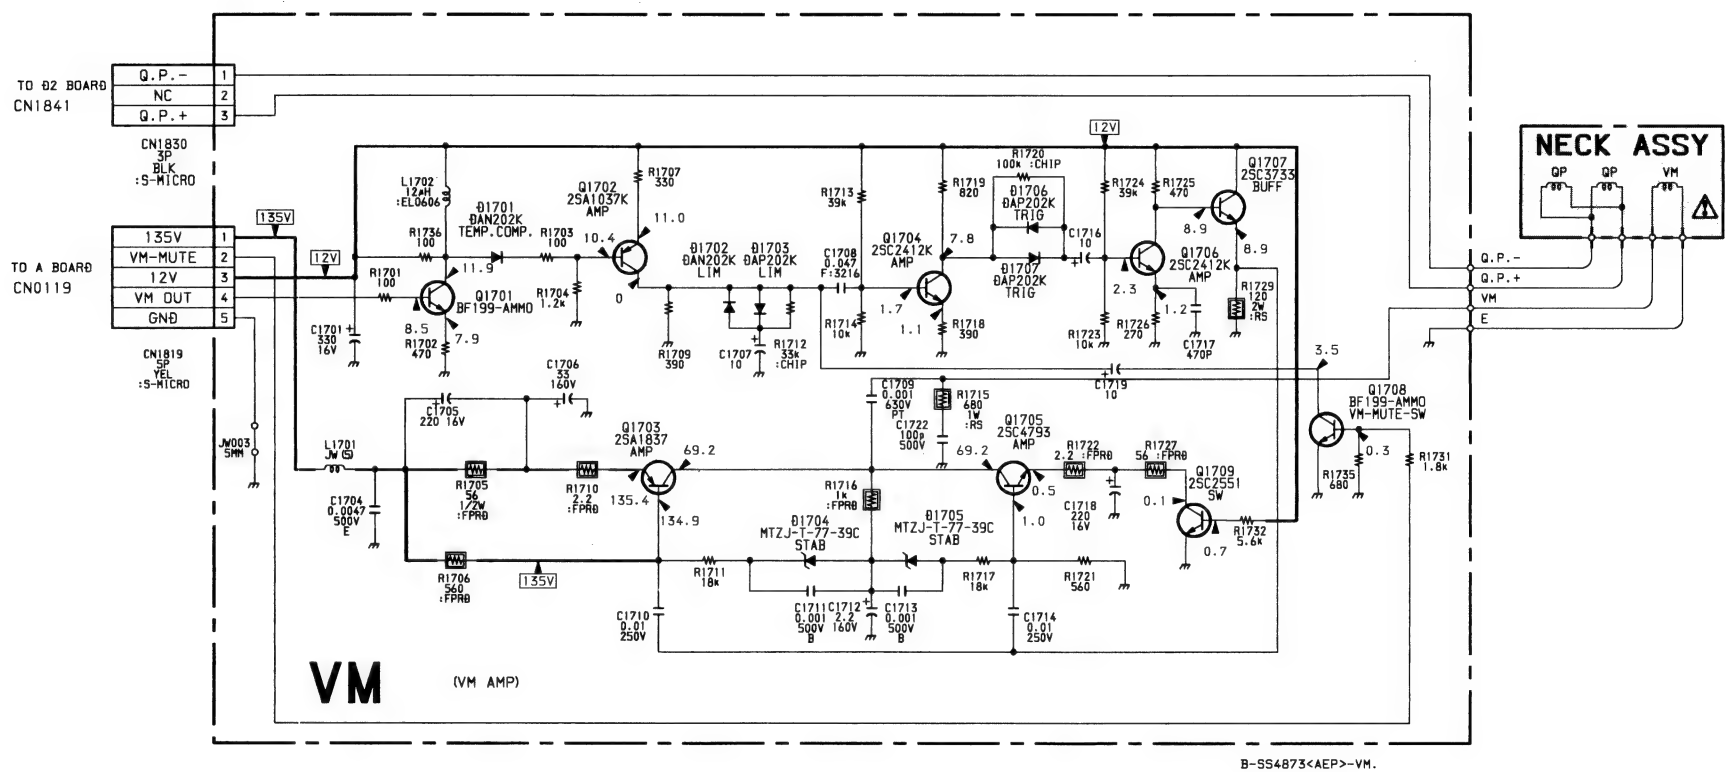 TO D2 BOARD
CN1841
Q.P.- 1
NC 2
Q.P.+ 3
CN1830
3P
BLK
:S-MICRO
TO A BOARD
CN0119
135V 1
VM-MUTE 2
12V 3
VM OUT 4
GND 5
CN1819
5P
YEL
:S-MICRO
JW003
5MM
135V
12V
L1702
12µH
:EL0606
R1736
100
R1701
100
C1701
330
16V
8.5
R1702
470
7.9
11.9
Q1701
BF199-AMMO
D1701
DAN202K
TEMP.COMP.
R1703
100
R1704
1.2k
Q1702
2SA1037K
AMP
10.4
R1707
330
11.0
0
R1709
390
D1702
DAN202K
LIM
D1703
DAP202K
LIM
C1707
10
R1712
33k
:CHIP
C1708
0.047
F:3216
R1713
39k
R1714
10k
Q1704
2SC2412K
AMP
1.7
1.1
7.8
R1719
820
R1718
390
R1720
100k :CHIP
D1706
DAP202K
TRIG
D1707
DAP202K
TRIG
C1716
10
12V
R1724
39k
R1723
10k
R1725
470
2.3
R1726
270
1.2
Q1706
2SC2412K
AMP
C1717
470P
8.9
Q1707
2SC3733
BUFF
8.9
R1729
120
2W
:RS
C1719
10
3.5
Q1708
BF199-AMMO
VM-MUTE-SW
0.3
R1735
680
R1731
1.8k
NECK ASSY
QP
QP
VM
Q.P.-
Q.P.+
VM
E
C1706
33
160V
C1705
220 16V
L1701
JW(5)
C1704
0.0047
500V
E
R1705
56
1/2W
:FPRD
R1710
2.2
:FPRD
Q1703
2SA1837
AMP
69.2
135.4
134.9
R1706
560
:FPRD
135V
C1709
0.001
630V
PT
R1715
680
1W
:RS
C1722
100p
500V
R1716
1k
:FPRD
Q1705
2SC4793
AMP
69.2
0.5
1.0
R1722
2.2 :FPRD
R1727
56 :FPRD
C1718
220
16V
Q1709
2SC2551
SW
0.1
0.7
R1732
5.6k
D1704
MTZJ-T-77-39C
STAB
D1705
MTZJ-T-77-39C
STAB
R1711
18k
R1717
18k
R1721
560
C1710
0.01
250V
C1711
0.001
500V
B
C1712
2.2
160V
C1713
0.001
500V
B
C1714
0.01
250V
VM
(VM AMP)
B-SS4873<AEP>-VM.